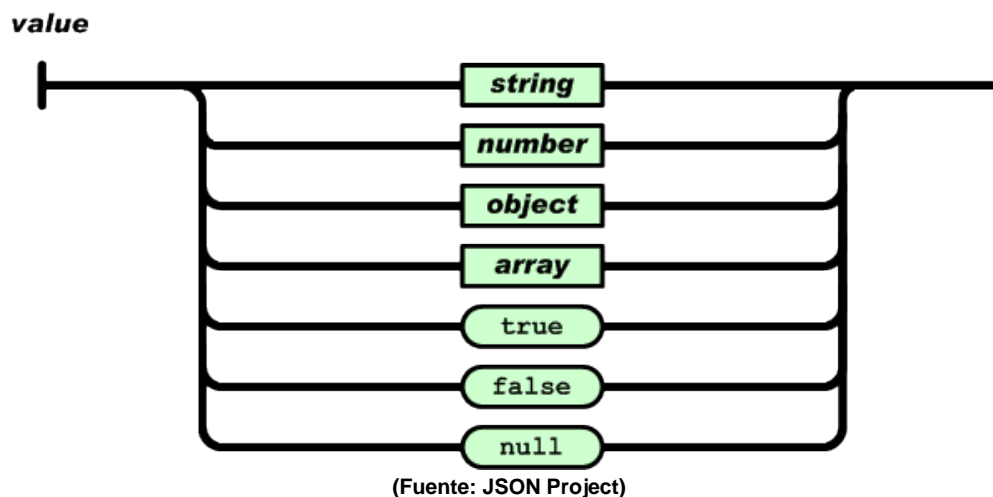 value
string
number
object
array
true
false
null
(Fuente: JSON Project)